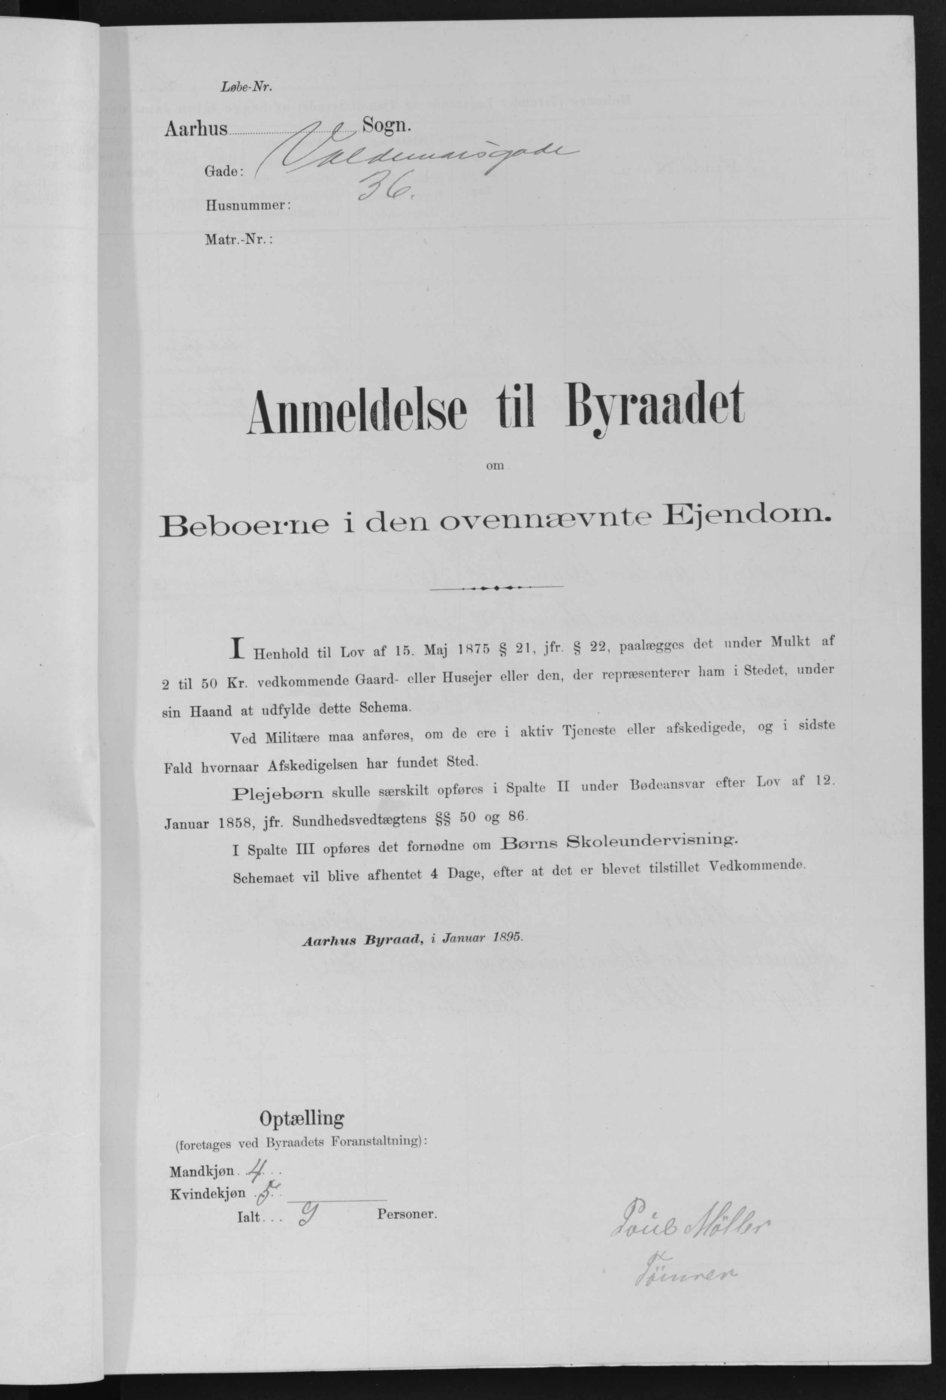 Løbe-Nr.
Aarhus Sogn.
Gade: Valdemarsgade
Husnummer: 36.
Matr.-Nr.:
Anmeldelse til Byraadet
om
Beboerne i den ovennævnte Ejendom.
I Henhold til Lov af 15. Maj 1875 § 21, jfr. § 22, paalægges det under Mulkt af
2 til 50 Kr. vedkommende Gaard- eller Husejer eller den, der repræsenterer ham i Stedet, under
sin Haand at udfylde dette Schema.
Ved Militære maa anføres, om de ere i aktiv Tjeneste eller afskedigede, og i sidste
Fald hvornaar Afskedigelsen har fundet Sted.
Plejebørn skulle særskilt opføres i Spalte II under Bødeansvar efter Lov af 12.
Januar 1858, jfr. Sundhedsvedtægtens §§ 50 og 86.
I Spalte III opføres det fornødne om Børns Skoleundervisning.
Schemaet vil blive afhentet 4 Dage, efter at det er blevet tilstillet Vedkommende.
Aarhus Byraad, i Januar 1895.
Optælling
(foretages ved Byraadets Foranstaltning):
Mandkjøn 4
Kvindekjøn 5
Ialt 9 Personer.
Poul Møller
Tömrer